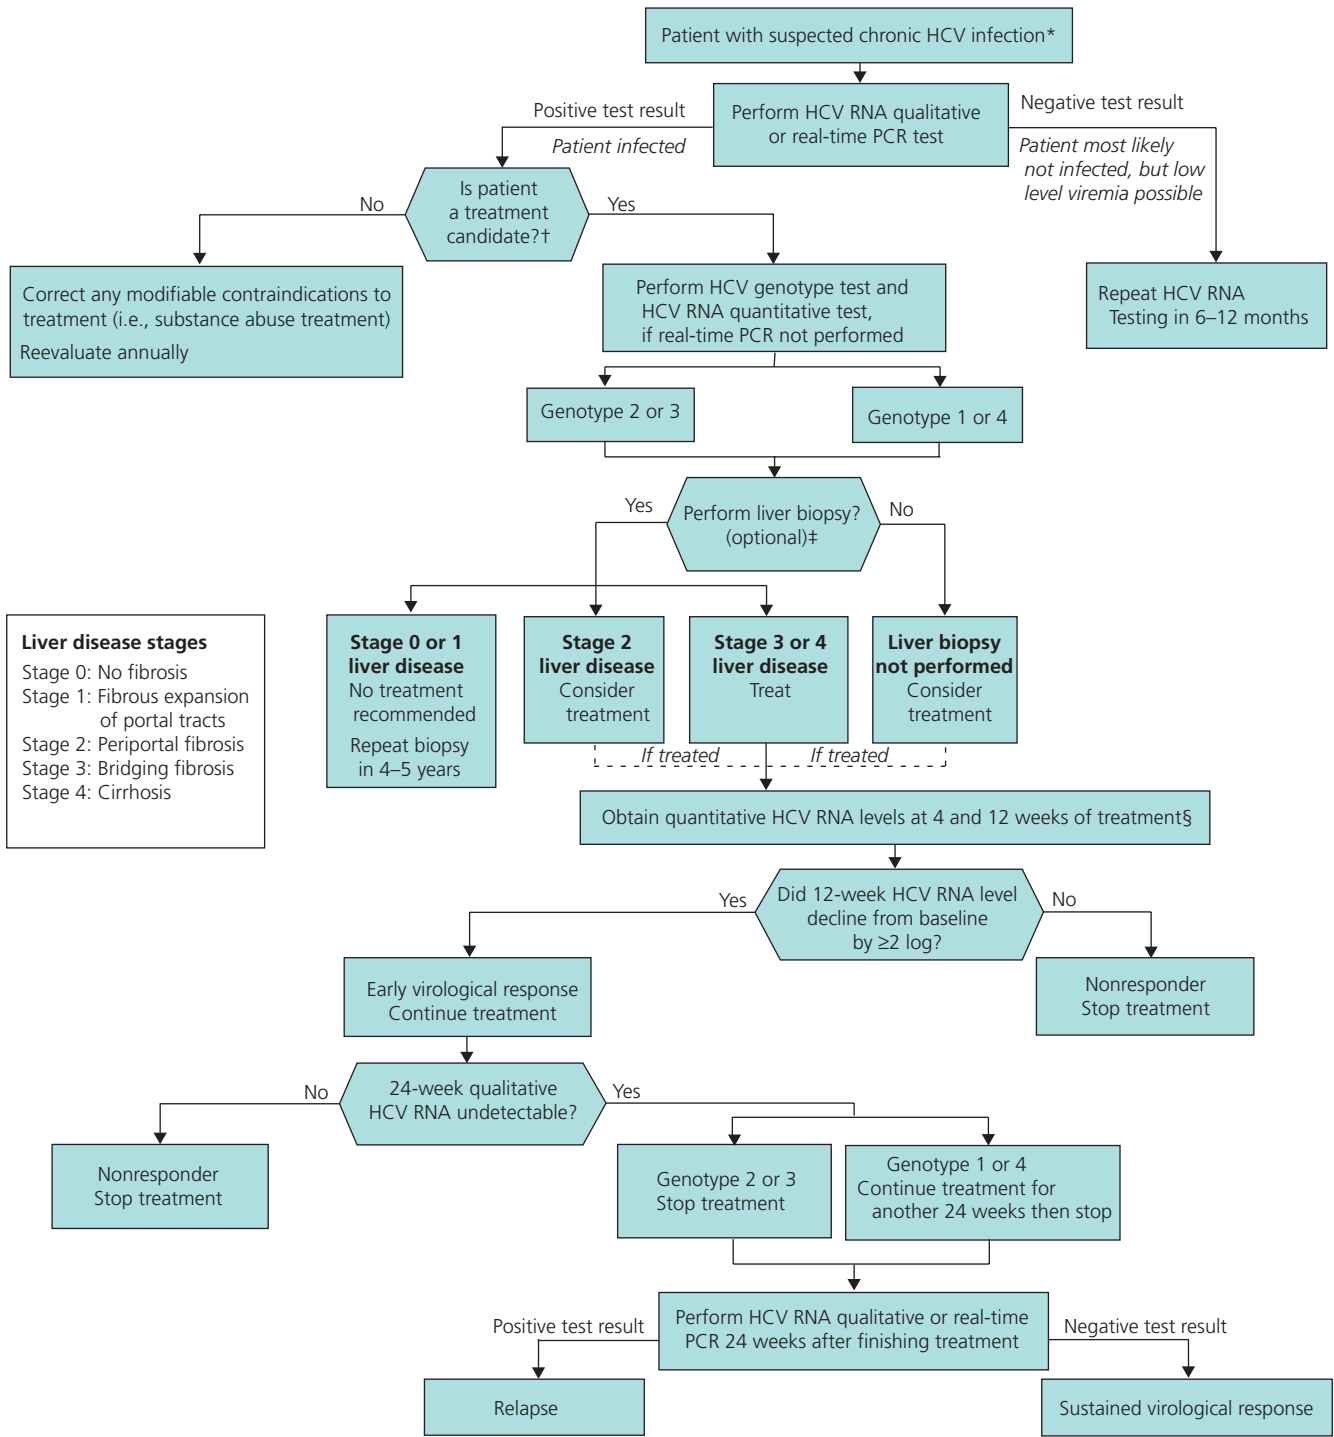 Patient with suspected chronic HCV infection*
Positive test result
Patient infected
Perform HCV RNA qualitative
or real-time PCR test
Negative test result
Patient most likely
not infected, but low
level viremia possible
Is patient
a treatment
candidate?†
No
Yes
Correct any modifiable contraindications to
treatment (i.e., substance abuse treatment)
Reevaluate annually
Perform HCV genotype test and
HCV RNA quantitative test,
if real-time PCR not performed
Repeat HCV RNA
Testing in 6–12 months
Genotype 2 or 3
Genotype 1 or 4
Yes
Perform liver biopsy?
(optional)‡
No
Liver disease stages
Stage 0: No fibrosis
Stage 1: Fibrous expansion
of portal tracts
Stage 2: Periportal fibrosis
Stage 3: Bridging fibrosis
Stage 4: Cirrhosis
Stage 0 or 1
liver disease
No treatment
recommended
Repeat biopsy
in 4–5 years
Stage 2
liver disease
Consider
treatment
Stage 3 or 4
liver disease
Treat
Liver biopsy
not performed
Consider
treatment
If treated
If treated
Obtain quantitative HCV RNA levels at 4 and 12 weeks of treatment§
Yes
Did 12-week HCV RNA level
decline from baseline
by ≥2 log?
No
Early virological response
Continue treatment
Nonresponder
Stop treatment
No
24-week qualitative
HCV RNA undetectable?
Yes
Nonresponder
Stop treatment
Genotype 2 or 3
Stop treatment
Genotype 1 or 4
Continue treatment for
another 24 weeks then stop
Positive test result
Perform HCV RNA qualitative or real-time
PCR 24 weeks after finishing treatment
Negative test result
Relapse
Sustained virological response